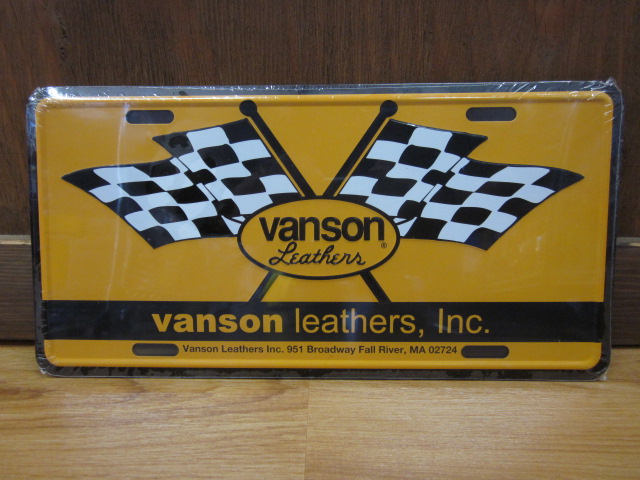 vanson
Leathers ®
vanson leathers, Inc.
Vanson Leathers Inc. 951 Broadway Fall River, MA 02724